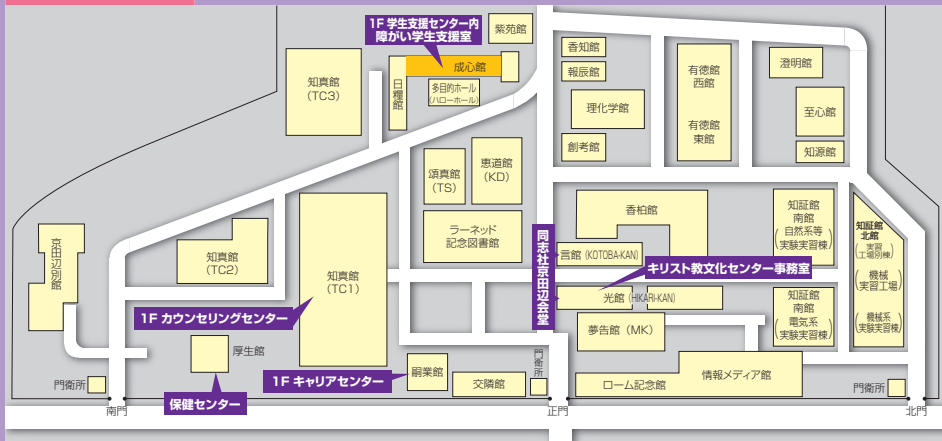 1F 学生支援センター内
障がい学生支援室
紫苑館
成心館
日糧館
多目的ホール
(ハローホール)
知真館
(TC3)
香知館
報辰館
理化学館
創考館
有徳館
西館
有徳館
東館
澄明館
至心館
知源館
頌真館
(TS)
恵道館
(KD)
ラーネッド
記念図書館
京田辺別館
知真館
(TC2)
知真館
(TC1)
香柏館
同志社京田辺会堂
言館 (KOTOBA-KAN)
キリスト教文化センター事務室
光館 (HIKARI-KAN)
夢告館 (MK)
知証館
南館
(自然系等
実験実習棟)
知証館
北館
(実習
工場別棟)
(機械
実習工場)
(機械系
実験実習棟)
知証館
南館
(電気系
実験実習棟)
1F カウンセリングセンター
厚生館
保健センター
1F キャリアセンター
嗣業館
交隣館
門衛所
ローム記念館
情報メディア館
門衛所
門衛所
南門
正門
北門